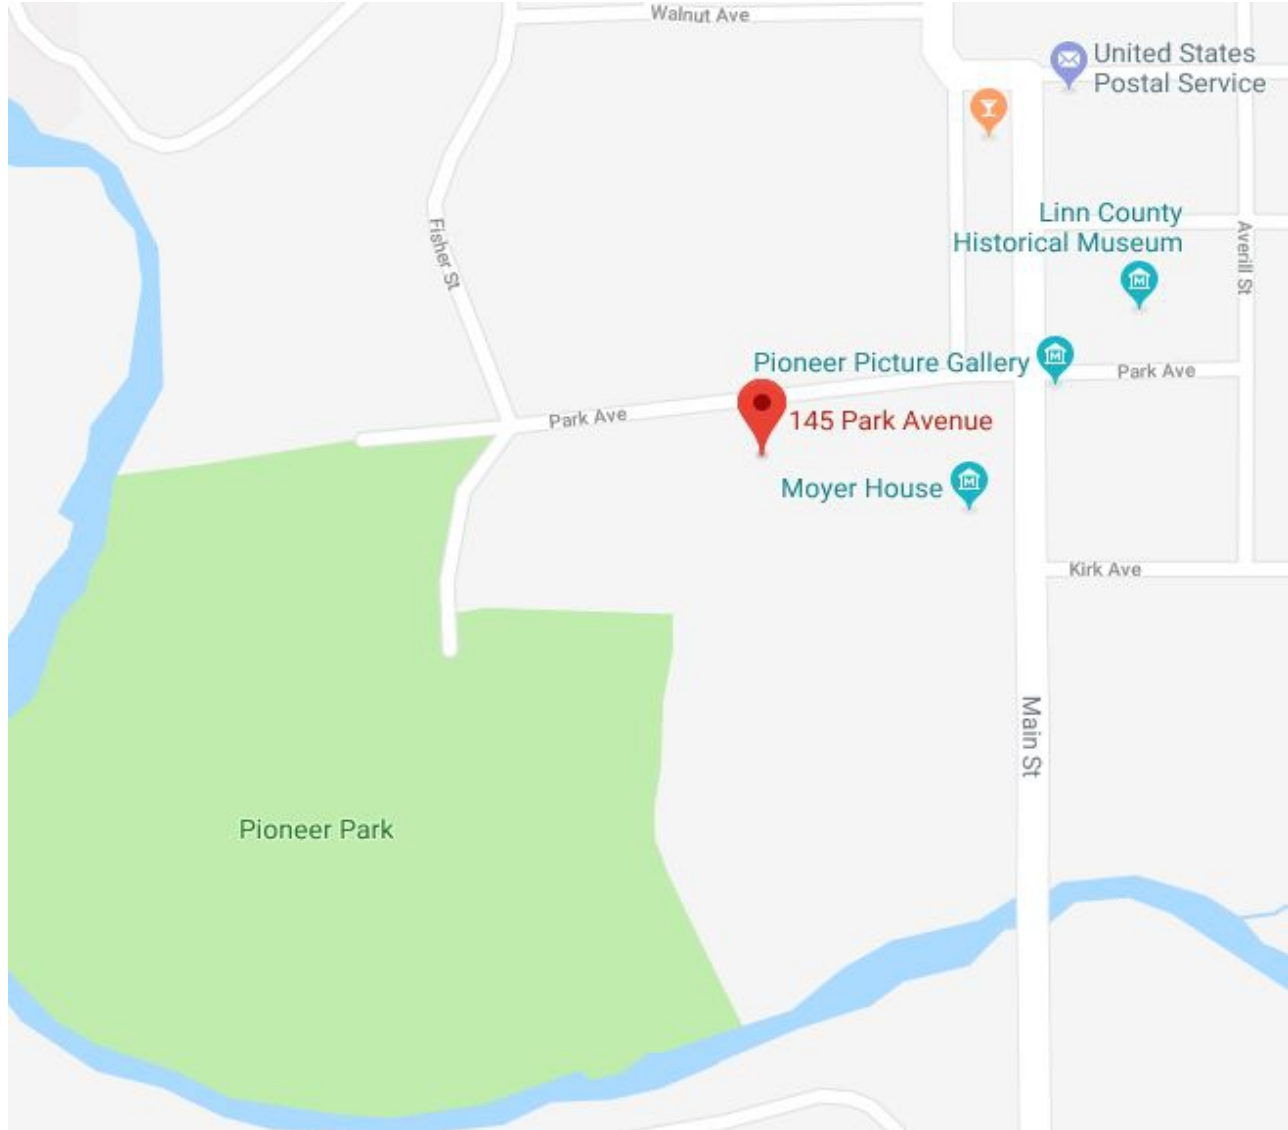 Walnut Ave
United States
Postal Service
Linn County
Historical Museum
Fisher St
Averill St
Pioneer Picture Gallery
Park Ave
Park Ave
145 Park Avenue
Moyer House
Kirk Ave
Main St
Pioneer Park